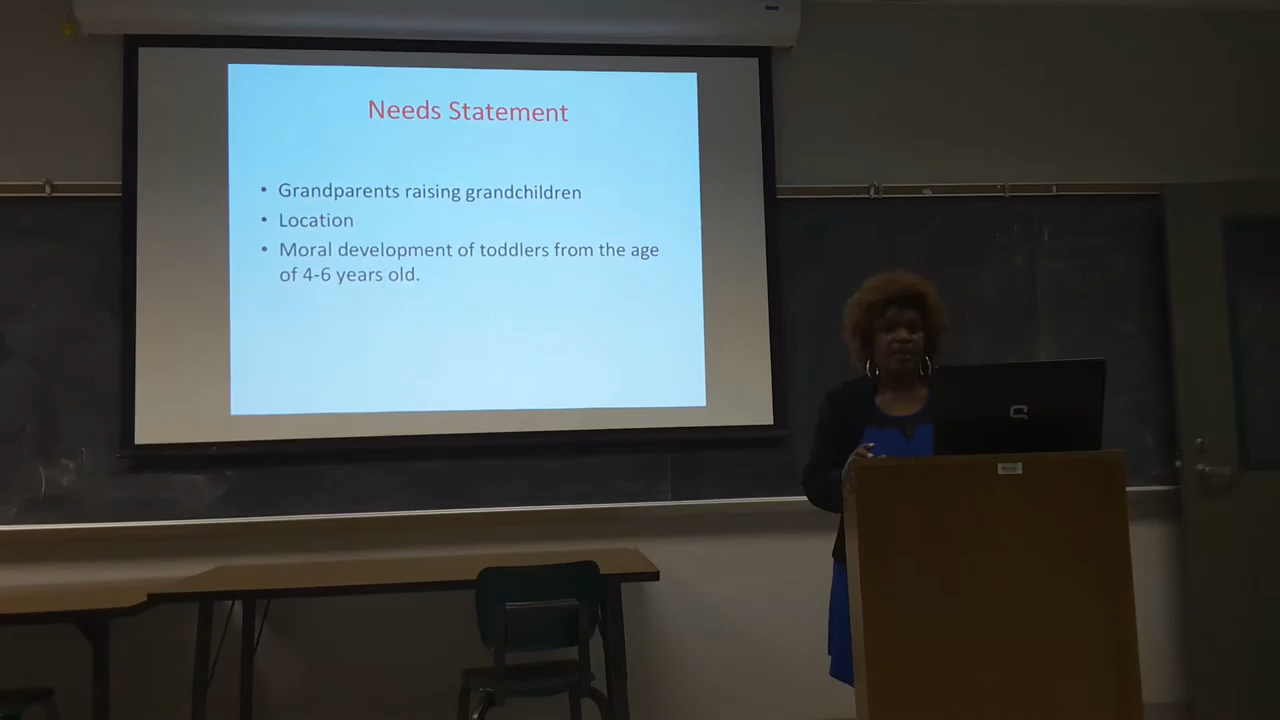 Needs Statement
• Grandparents raising grandchildren
• Location
• Moral development of toddlers from the age
of 4-6 years old.